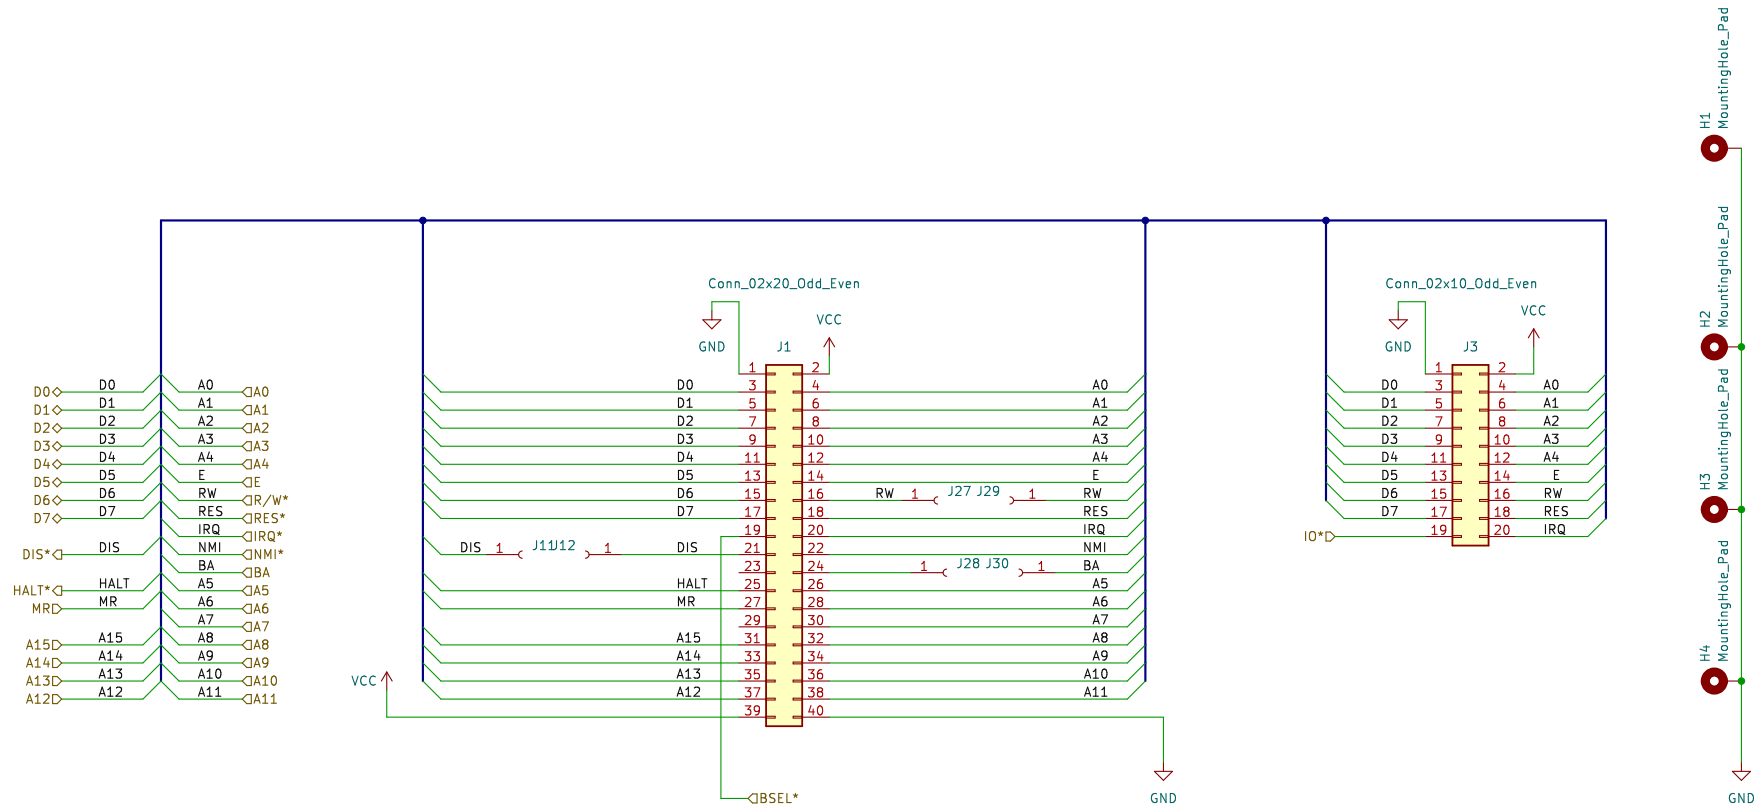 MountingHole_Pad
H1
MountingHole_Pad
H2
MountingHole_Pad
H3
MountingHole_Pad
H4
GND
Conn_02x20_Odd_Even
GND
VCC
J1
Conn_02x10_Odd_Even
GND
VCC
J3
D0 D0 A0 A0
D1 D1 A1 A1
D2 D2 A2 A2
D3 D3 A3 A3
D4 D4 A4 A4
D5 D5 E E
D6 D6 RW R/W*
D7 D7 RES RES*
IRQ IRQ*
DIS* DIS NMI NMI*
BA BA
HALT* HALT A5 A5
MR MR A6 A6
A7 A7
A15 A15 A8 A8
A14 A14 A9 A9
A13 A13 A10 A10
A12 A12 A11 A11
1 2
D0 3 4 A0
D1 5 6 A1
D2 7 8 A2
D3 9 10 A3
D4 11 12 A4
D5 13 14 E
D6 15 16 RW 1 J27 J29 1 RW
D7 17 18 RES
19 20 IRQ
DIS 1 J11 J12 1 DIS 21 22 NMI
23 24 1 J28 J30 1 BA
HALT 25 26 A5
MR 27 28 A6
29 30 A7
A15 31 32 A8
A14 33 34 A9
A13 35 36 A10
A12 37 38 A11
VCC 39 40
GND
BSEL*
1 2
D0 3 4 A0
D1 5 6 A1
D2 7 8 A2
D3 9 10 A3
D4 11 12 A4
D5 13 14 E
D6 15 16 RW
D7 17 18 RES
IO* 19 20 IRQ